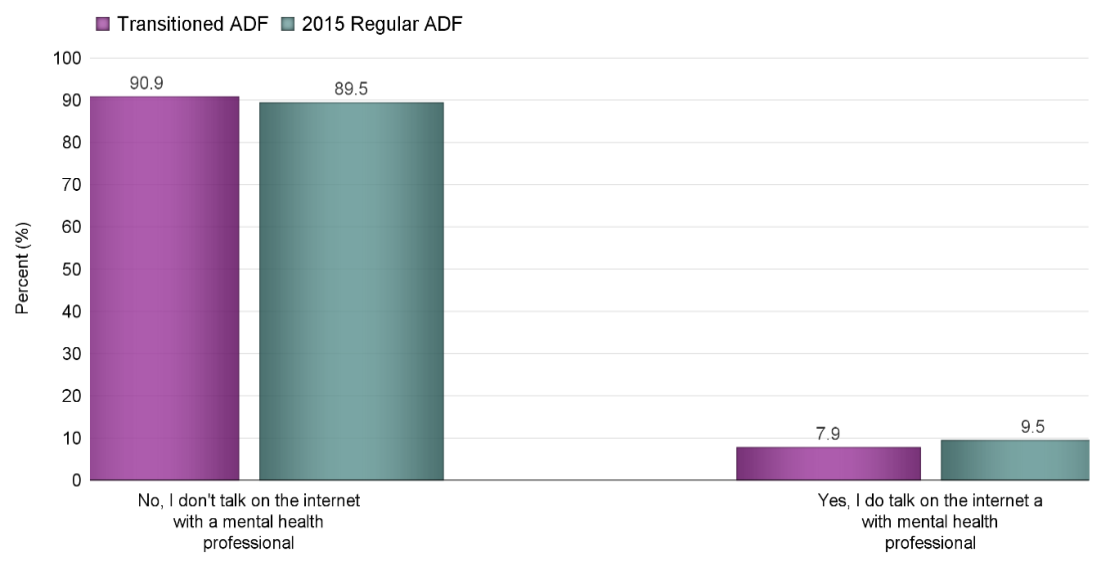 Transitioned ADF 2015 Regular ADF
100
90.9
89.5
90
80
70
60
Percent (%)
50
40
30
20
10
7.9
9.5
0
No, I don't talk on the internet
with a mental health
professional
Yes, I do talk on the internet a
with mental health
professional